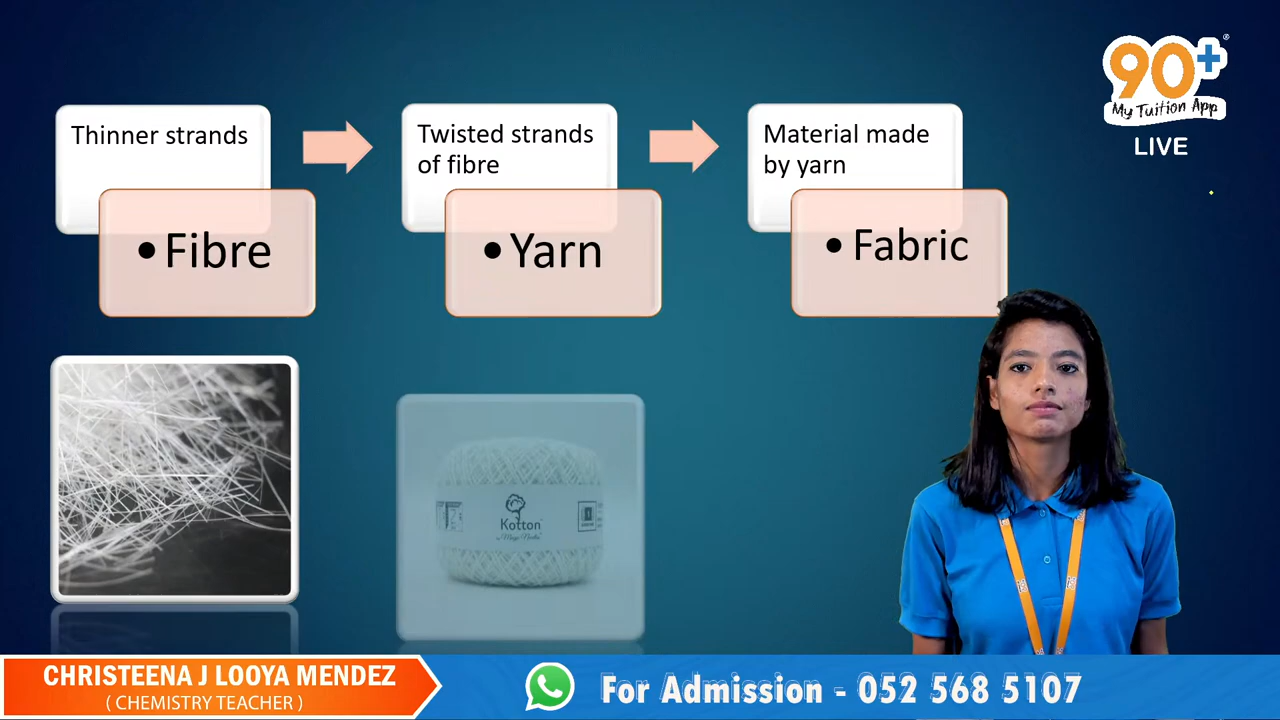 90+
®
My Tuition App
LIVE
Thinner strands
• Fibre
Twisted strands
of fibre
• Yarn
Material made
by yarn
• Fabric
Kotton
CHRISTEENA J LOOYA MENDEZ
( CHEMISTRY TEACHER )
For Admission - 052 568 5107